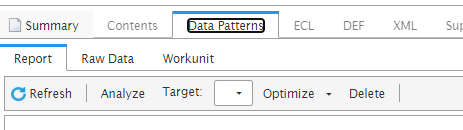 Summary Contents Data Patterns ECL DEF XML
Report Raw Data Workunit
Refresh Analyze Target: Optimize Delete